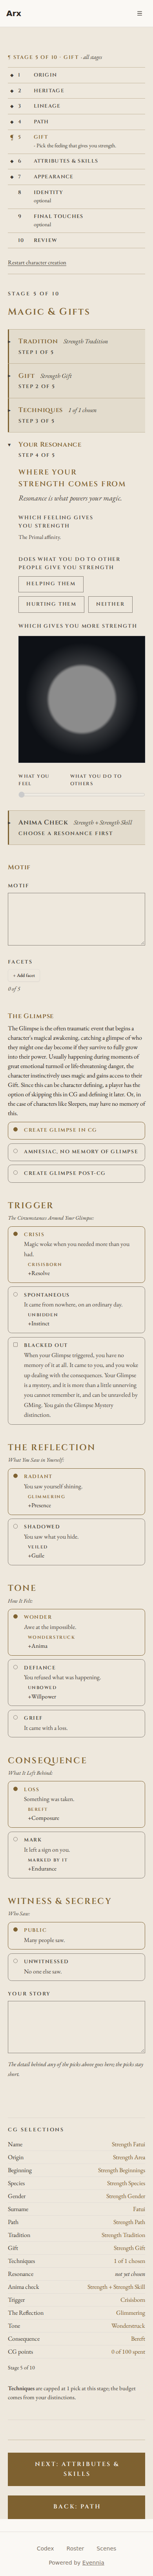 Arx
¶ STAGE 5 OF 10 · GIFT · all stages
◆ 1 ORIGIN
◆ 2 HERITAGE
◆ 3 LINEAGE
◆ 4 PATH
¶ 5 GIFT
· Pick the fading that gives you strength.
◆ 6 ATTRIBUTES & SKILLS
◆ 7 APPEARANCE
8 IDENTITY
optional
9 FINAL TOUCHES
optional
10 REVIEW
Restart character creation
STAGE 5 OF 10
MAGIC & GIFTS
TRADITION Strength Tradition
STEP 1 OF 5
GIFT Strength Gift
STEP 2 OF 5
TECHNIQUES 1 of 1 chosen
STEP 3 OF 5
YOUR RESONANCE
STEP 4 OF 5
WHERE YOUR
STRENGTH COMES FROM
Resonance is what powers your magic.
WHICH FEELING GIVES
YOU STRENGTH
The Primal affinity.
DOES WHAT YOU DO TO OTHER
PEOPLE GIVE YOU STRENGTH
HELPING THEM
HURTING THEM
NEITHER
WHICH GIVES YOU MORE STRENGTH
WHAT YOU
FEEL
WHAT YOU DO TO
OTHERS
ANIMA CHECK Strength + Strength Skill
CHOOSE A RESONANCE FIRST
MOTIF
MOTIF
FACETS
+ Add facet
0 of 5
THE GLIMPSE
The Glimpse is the often traumatic event that begins a
character's magical awakening, catching a glimpse of who
they might one day become if they survive to fully grow
into their power. Usually happening during moments of
great emotional turmoil or life-threatening danger, the
character instinctively uses magic and gains access to their
Gift. Since this can be character defining, a player has the
option of skipping this in CG and defining it later. Or, in
the case of characters like Sleepers, may have no memory of
this.
CREATE GLIMPSE IN CG
AMNESIAC, NO MEMORY OF GLIMPSE
CREATE GLIMPSE POST-CG
TRIGGER
The Circumstances Around Your Glimpse:
CRISIS
Magic woke when you needed more than you
had.
CRISISBORN
+Resolve
SPONTANEOUS
It came from nowhere, on an ordinary day.
UNBIDDEN
+Instinct
BLACKED OUT
When your Glimpse triggered, you have no
memory of it at all. It came to you, and you woke
up dealing with the consequences. Your Glimpse
is a mystery, and it is more than a little unnerving
you just cannot remember it, and can be unearthed by
GMing. You gain the Glimpse Mystery
distinction.
THE REFLECTION
What You Saw in Yourself:
RADIANT
You saw yourself shining.
GLIMMERING
+Presence
SHADOWED
You saw what you hide.
VEILED
+Guile
TONE
How It Felt:
WONDER
Awe at the impossible.
WONDERSTRUCK
+Anima
DEFIANCE
You refused what was happening.
UNBOWED
+Willpower
GRIEF
It came with a loss.
CONSEQUENCE
What It Left Behind:
LOSS
Something was taken.
BEREFT
+Composure
MARK
It left a sign on you.
MARKED BY IT
+Endurance
WITNESS & SECRECY
Who Saw:
PUBLIC
Many people saw.
UNWITNESSED
No one else saw.
YOUR STORY
The detail behind any of the picks above goes here; the picks stay
short.
CG SELECTIONS
Name Strength Fatui
Origin Strength Area
Beginning Strength Beginnings
Species Strength Species
Gender Strength Gender
Surname Fatui
Path Strength Path
Tradition Strength Tradition
Gift Strength Gift
Techniques 1 of 1 chosen
Resonance not yet chosen
Anima check Strength + Strength Skill
Trigger Crisisborn
The Reflection Glimmering
Tone Wonderstruck
Consequence Bereft
CG points 0 of 100 spent
Stage 5 of 10
Techniques are capped at 1 pick at this stage; the budget
comes from your distinctions.
NEXT: ATTRIBUTES &
SKILLS
BACK: PATH
Codex Roster Scenes
Powered by Evennia